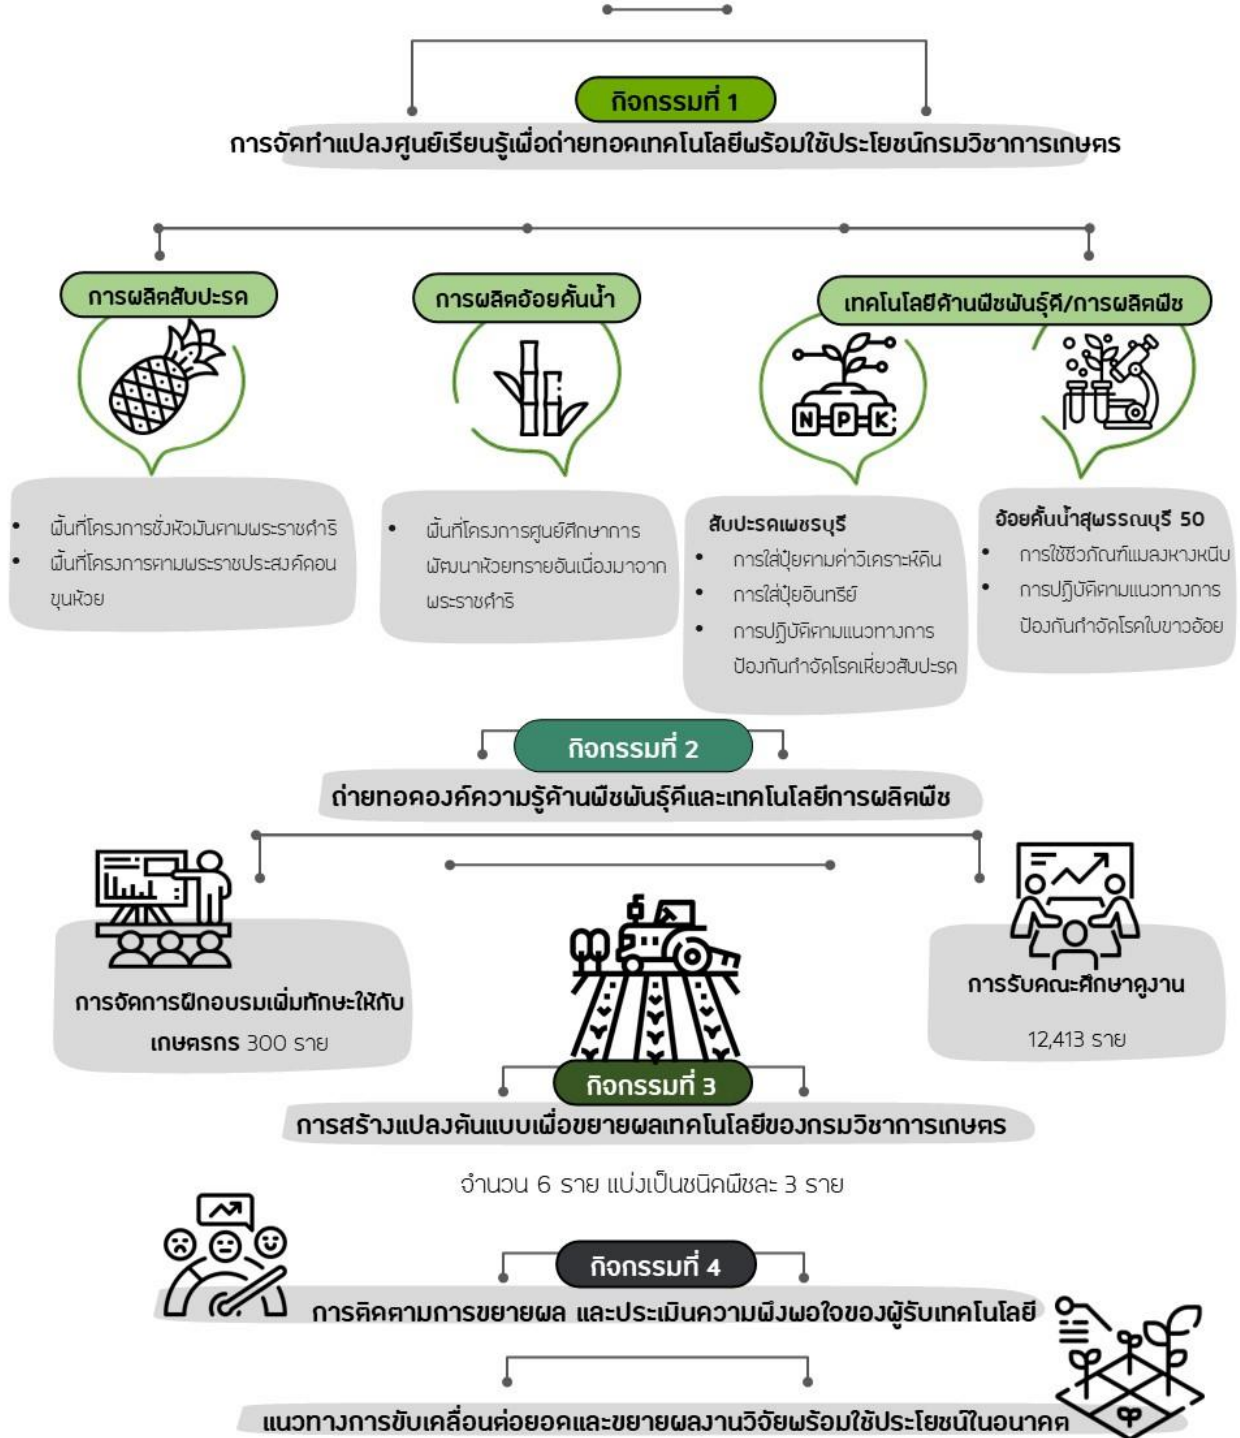 กิจกรรมที่ 1
การจัดทำแปลงศูนย์เรียนรู้เพื่อถ่ายทอดเทคโนโลยีพร้อมใช้ประโยชน์กรมวิชาการเกษตร
การผลิตสับปะรด
การผลิตอ้อยคั้นน้ำ
เทคโนโลยีด้านพืชพันธุ์ดี/การผลิตพืช
N-P-K
• พื้นที่โครงการชั่งหัวมันตามพระราชดำริ
• พื้นที่โครงการตามพระราชประสงค์ดอน
ขุนห้วย
• พื้นที่โครงการศูนย์ศึกษาการ
พัฒนาห้วยทรายอันเนื่องมาจาก
พระราชดำริ
สับปะรดเพชรบุรี
• การใส่ปุ๋ยตามค่าวิเคราะห์ดิน
• การใส่ปุ๋ยอินทรีย์
• การปฏิบัติตามแนวทางการ
ป้องกันกำจัดโรคเหี่ยวสับปะรด
อ้อยคั้นน้ำสุพรรณบุรี 50
• การใช้ชีวภัณฑ์แมลงหางหนีบ
• การปฏิบัติตามแนวทางการ
ป้องกันกำจัดโรคใบขาวอ้อย
กิจกรรมที่ 2
ถ่ายทอดองค์ความรู้ด้านพืชพันธุ์ดีและเทคโนโลยีการผลิตพืช
การจัดการฝึกอบรมเพิ่มทักษะให้กับ
เกษตรกร 300 ราย
การรับคณะศึกษาดูงาน
12,413 ราย
กิจกรรมที่ 3
การสร้างแปลงต้นแบบเพื่อขยายผลเทคโนโลยีของกรมวิชาการเกษตร
จำนวน 6 ราย แบ่งเป็นชนิดพืชละ 3 ราย
กิจกรรมที่ 4
การติดตามการขยายผล และประเมินความพึงพอใจของผู้รับเทคโนโลยี
แนวทางการขับเคลื่อนต่อยอดและขยายผลงานวิจัยพร้อมใช้ประโยชน์ในอนาคต